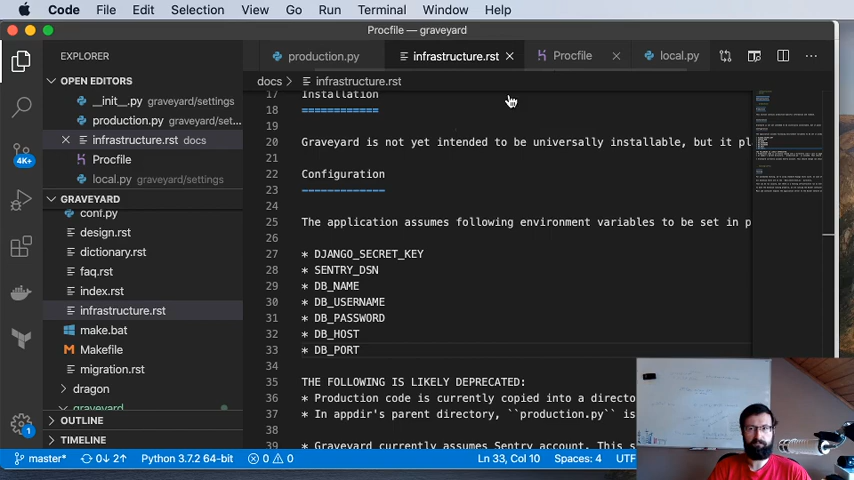 Code File Edit Selection View Go Run Terminal Window Help
Procfile — graveyard
EXPLORER
production.py infrastructure.rst Procfile local.py
OPEN EDITORS
docs infrastructure.rst
__init__.py graveyard/settings
production.py graveyard/set...
infrastructure.rst docs
Procfile
local.py graveyard/settings
4K+
GRAVEYARD
conf.py
design.rst
dictionary.rst
faq.rst
index.rst
infrastructure.rst
make.bat
Makefile
migration.rst
dragon
graveyard
OUTLINE
TIMELINE
1
17 Installation
18 ============
19
20 Graveyard is not yet intended to be universally installable, but it pl
21
22 Configuration
23 =============
24
25 The application assumes following environment variables to be set in p
26
27 * DJANGO_SECRET_KEY
28 * SENTRY_DSN
29 * DB_NAME
30 * DB_USERNAME
31 * DB_PASSWORD
32 * DB_HOST
33 * DB_PORT
34
35 THE FOLLOWING IS LIKELY DEPRECATED:
36 * Production code is currently copied into a directo
37 * In appdir's parent directory, ``production.py`` is
38
39 * Graveyard currently assumes Sentry account. This s
master* 0↓ 2↑ Python 3.7.2 64-bit 0 0 Ln 33, Col 10 Spaces: 4 UTF